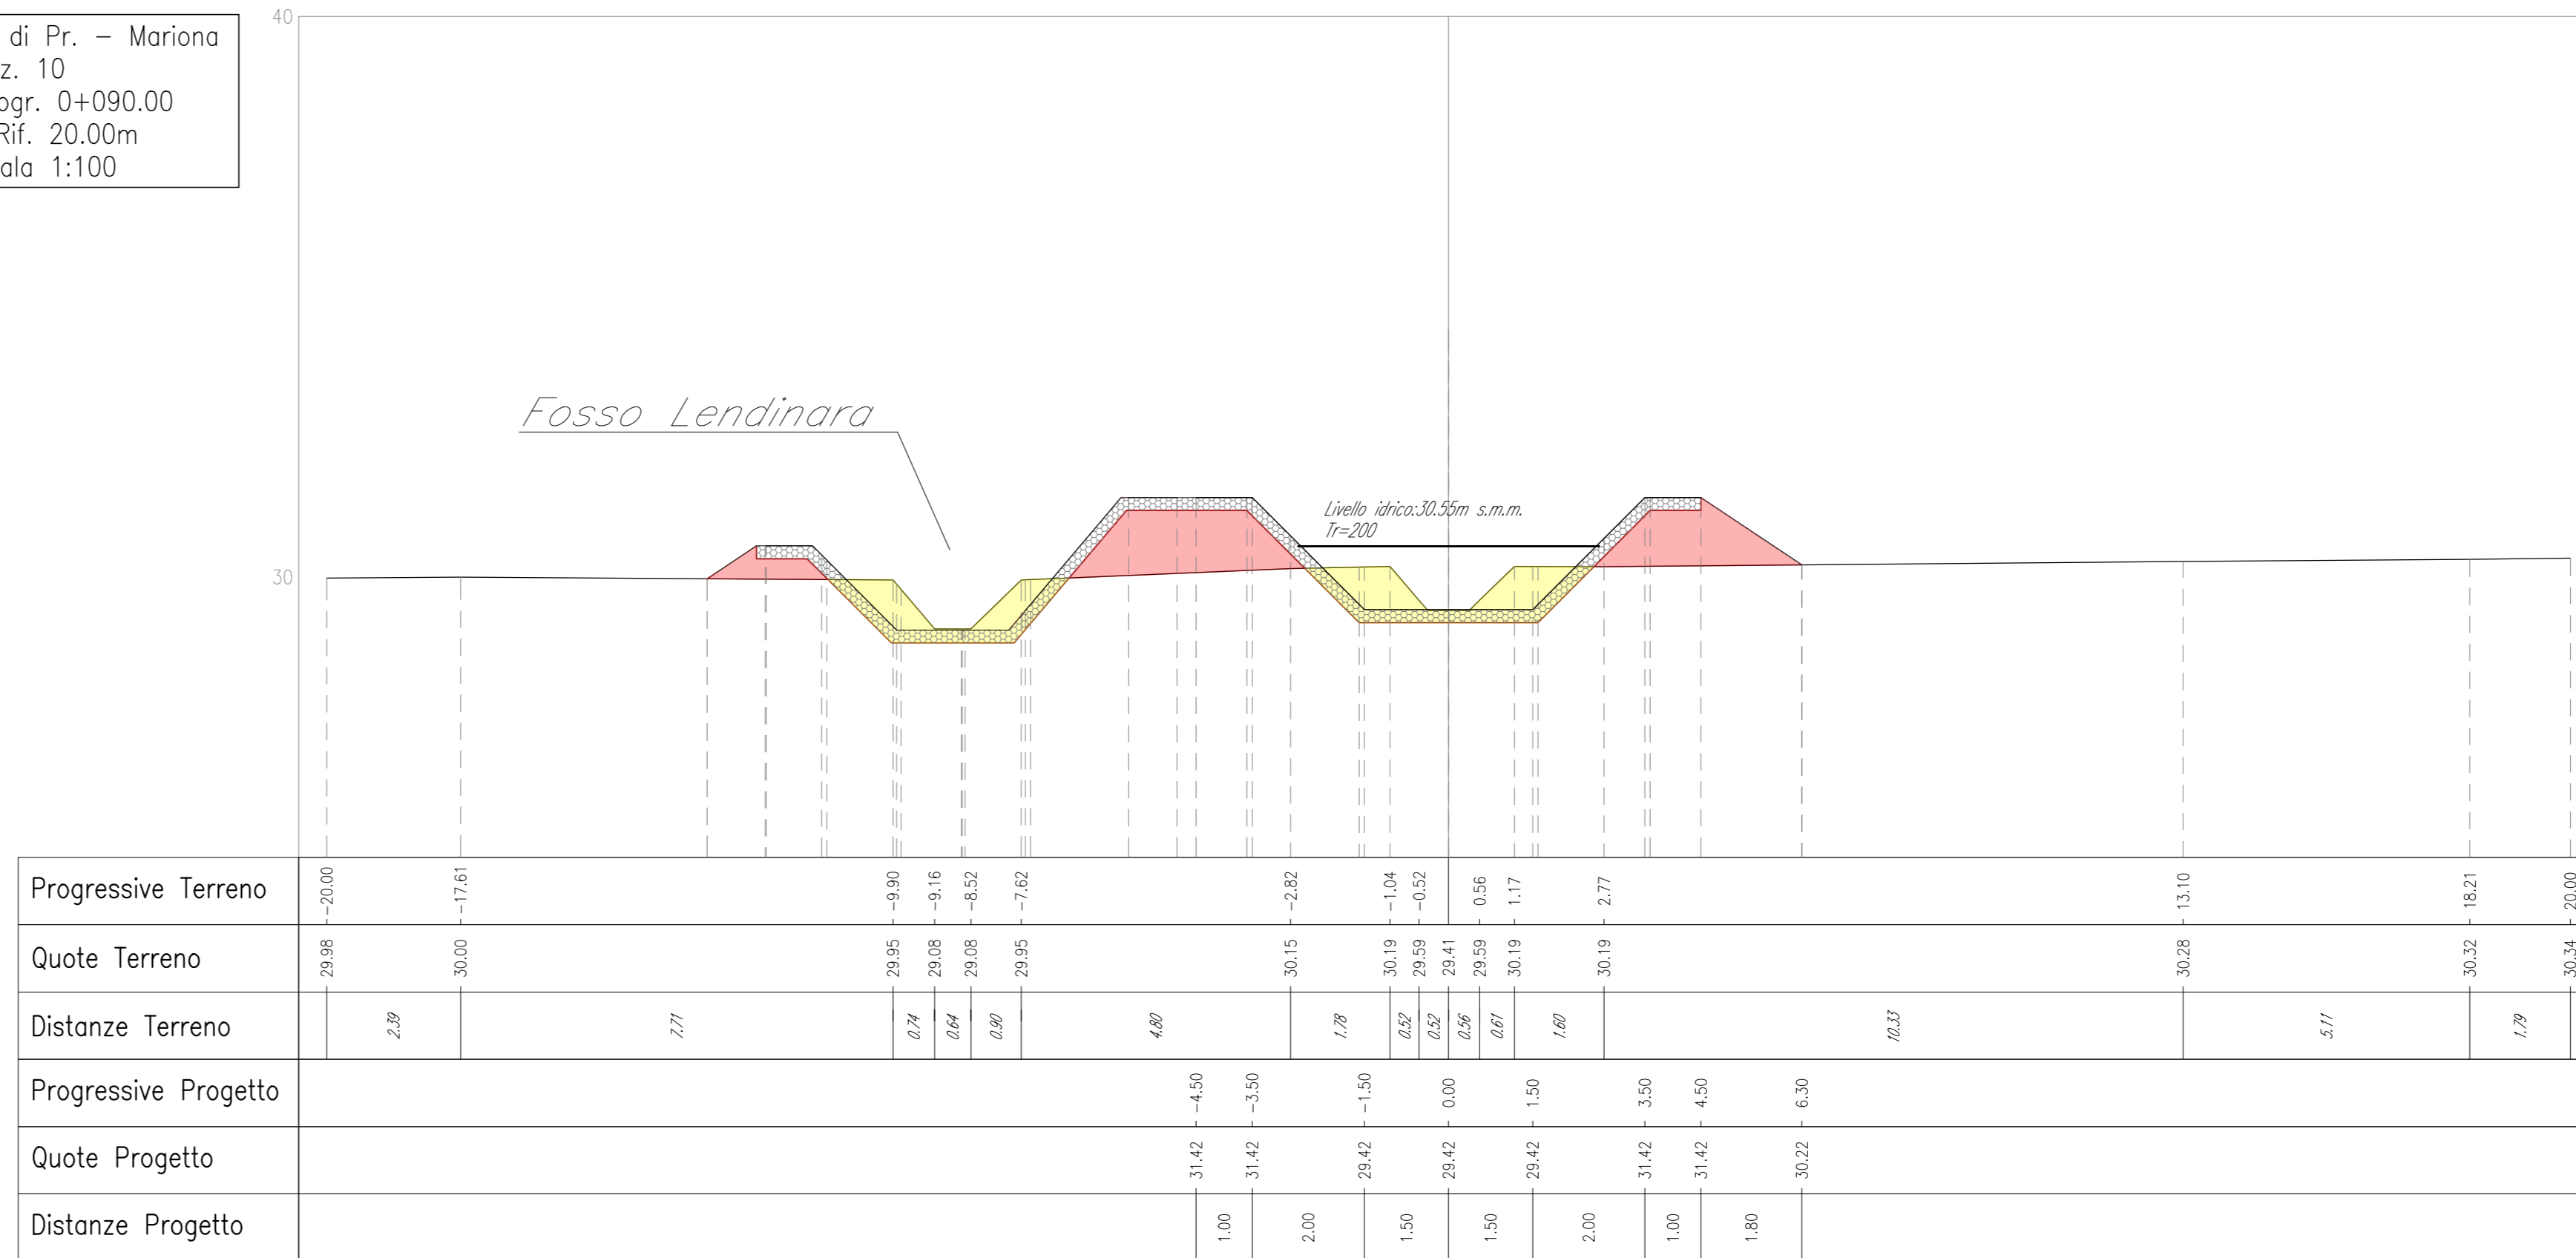 di Pr. – Mariona
z. 10
ogr. 0+090.00
Rif. 20.00m
ala 1:100
40
30
Fosso Lendinara
Livello idrico:30.55m s.m.m.
Tr=200
Progressive Terreno -20.00 -17.61 -9.90 -9.16 -8.52 -7.62 -2.82 -1.04 -0.52 0.56 1.17 2.77 13.10 18.21 20.00
Quote Terreno 29.98 30.00 29.95 29.08 29.08 29.95 30.15 30.19 29.59 29.41 29.59 30.19 30.19 30.28 30.32 30.34
Distanze Terreno 2.39 7.71 0.74 0.64 0.90 4.80 1.78 0.52 0.52 0.56 0.61 1.60 10.33 5.11 1.79
Progressive Progetto -4.50 -3.50 -1.50 0.00 1.50 3.50 4.50 6.30
Quote Progetto 31.42 31.42 29.42 29.42 29.42 31.42 31.42 30.22
Distanze Progetto 1.00 2.00 1.50 1.50 2.00 1.00 1.80